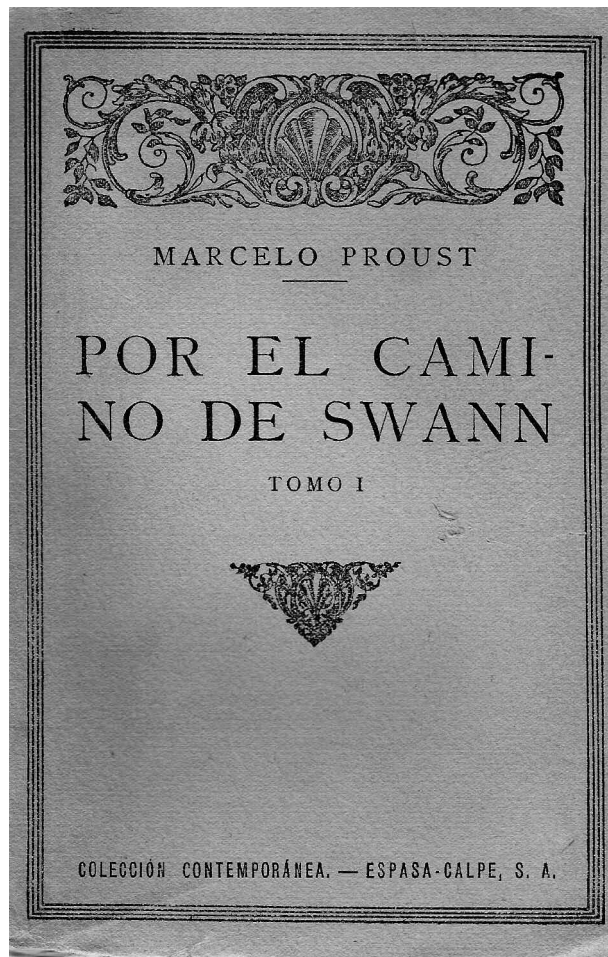 MARCELO PROUST
POR EL CAMI-
NO DE SWANN
TOMO I
COLECCIÓN CONTEMPORÁNEA. — ESPASA-CALPE, S. A.